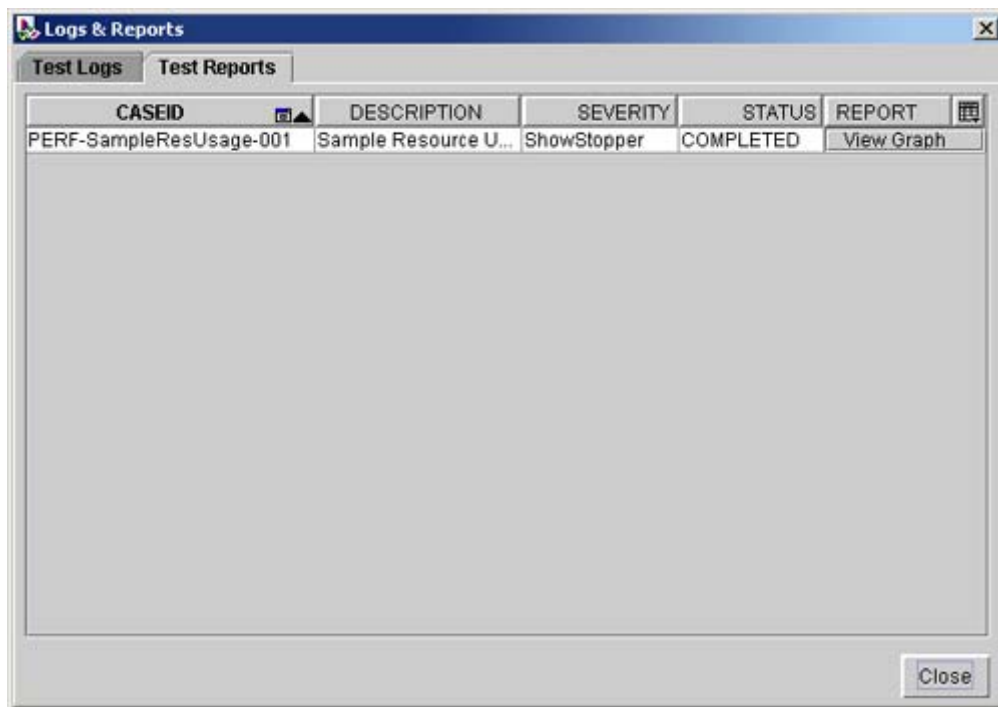 Logs & Reports
Test Logs Test Reports
CASEID DESCRIPTION SEVERITY STATUS REPORT
PERF-SampleResUsage-001 Sample Resource U... ShowStopper COMPLETED View Graph
Close